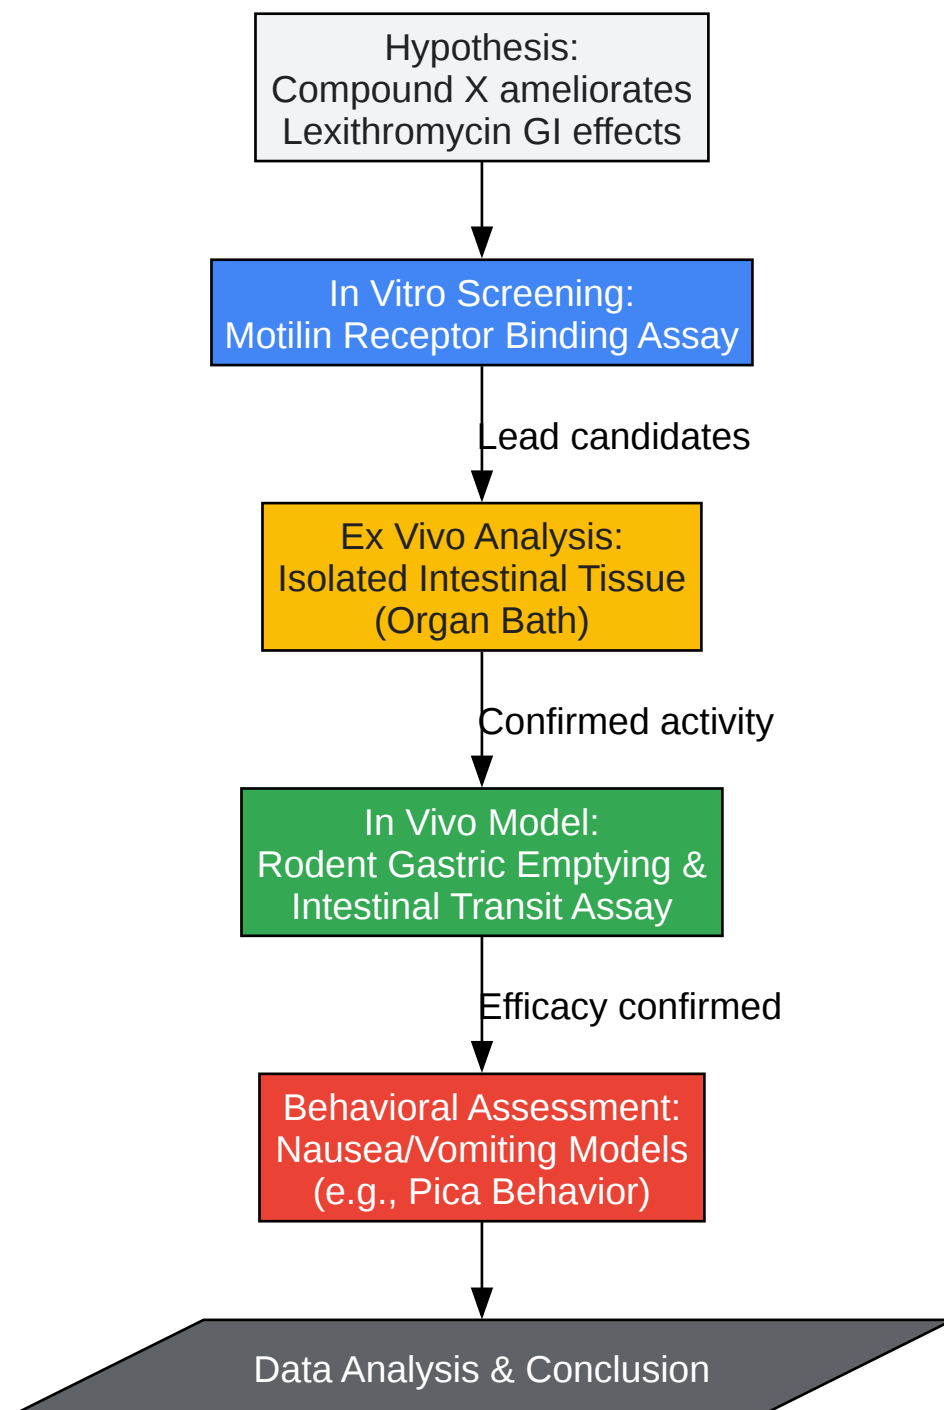 Hypothesis:
Compound X ameliorates
Lexithromycin GI effects
In Vitro Screening:
Motilin Receptor Binding Assay
Lead candidates
Ex Vivo Analysis:
Isolated Intestinal Tissue
(Organ Bath)
Confirmed activity
In Vivo Model:
Rodent Gastric Emptying &
Intestinal Transit Assay
Efficacy confirmed
Behavioral Assessment:
Nausea/Vomiting Models
(e.g., Pica Behavior)
Data Analysis & Conclusion